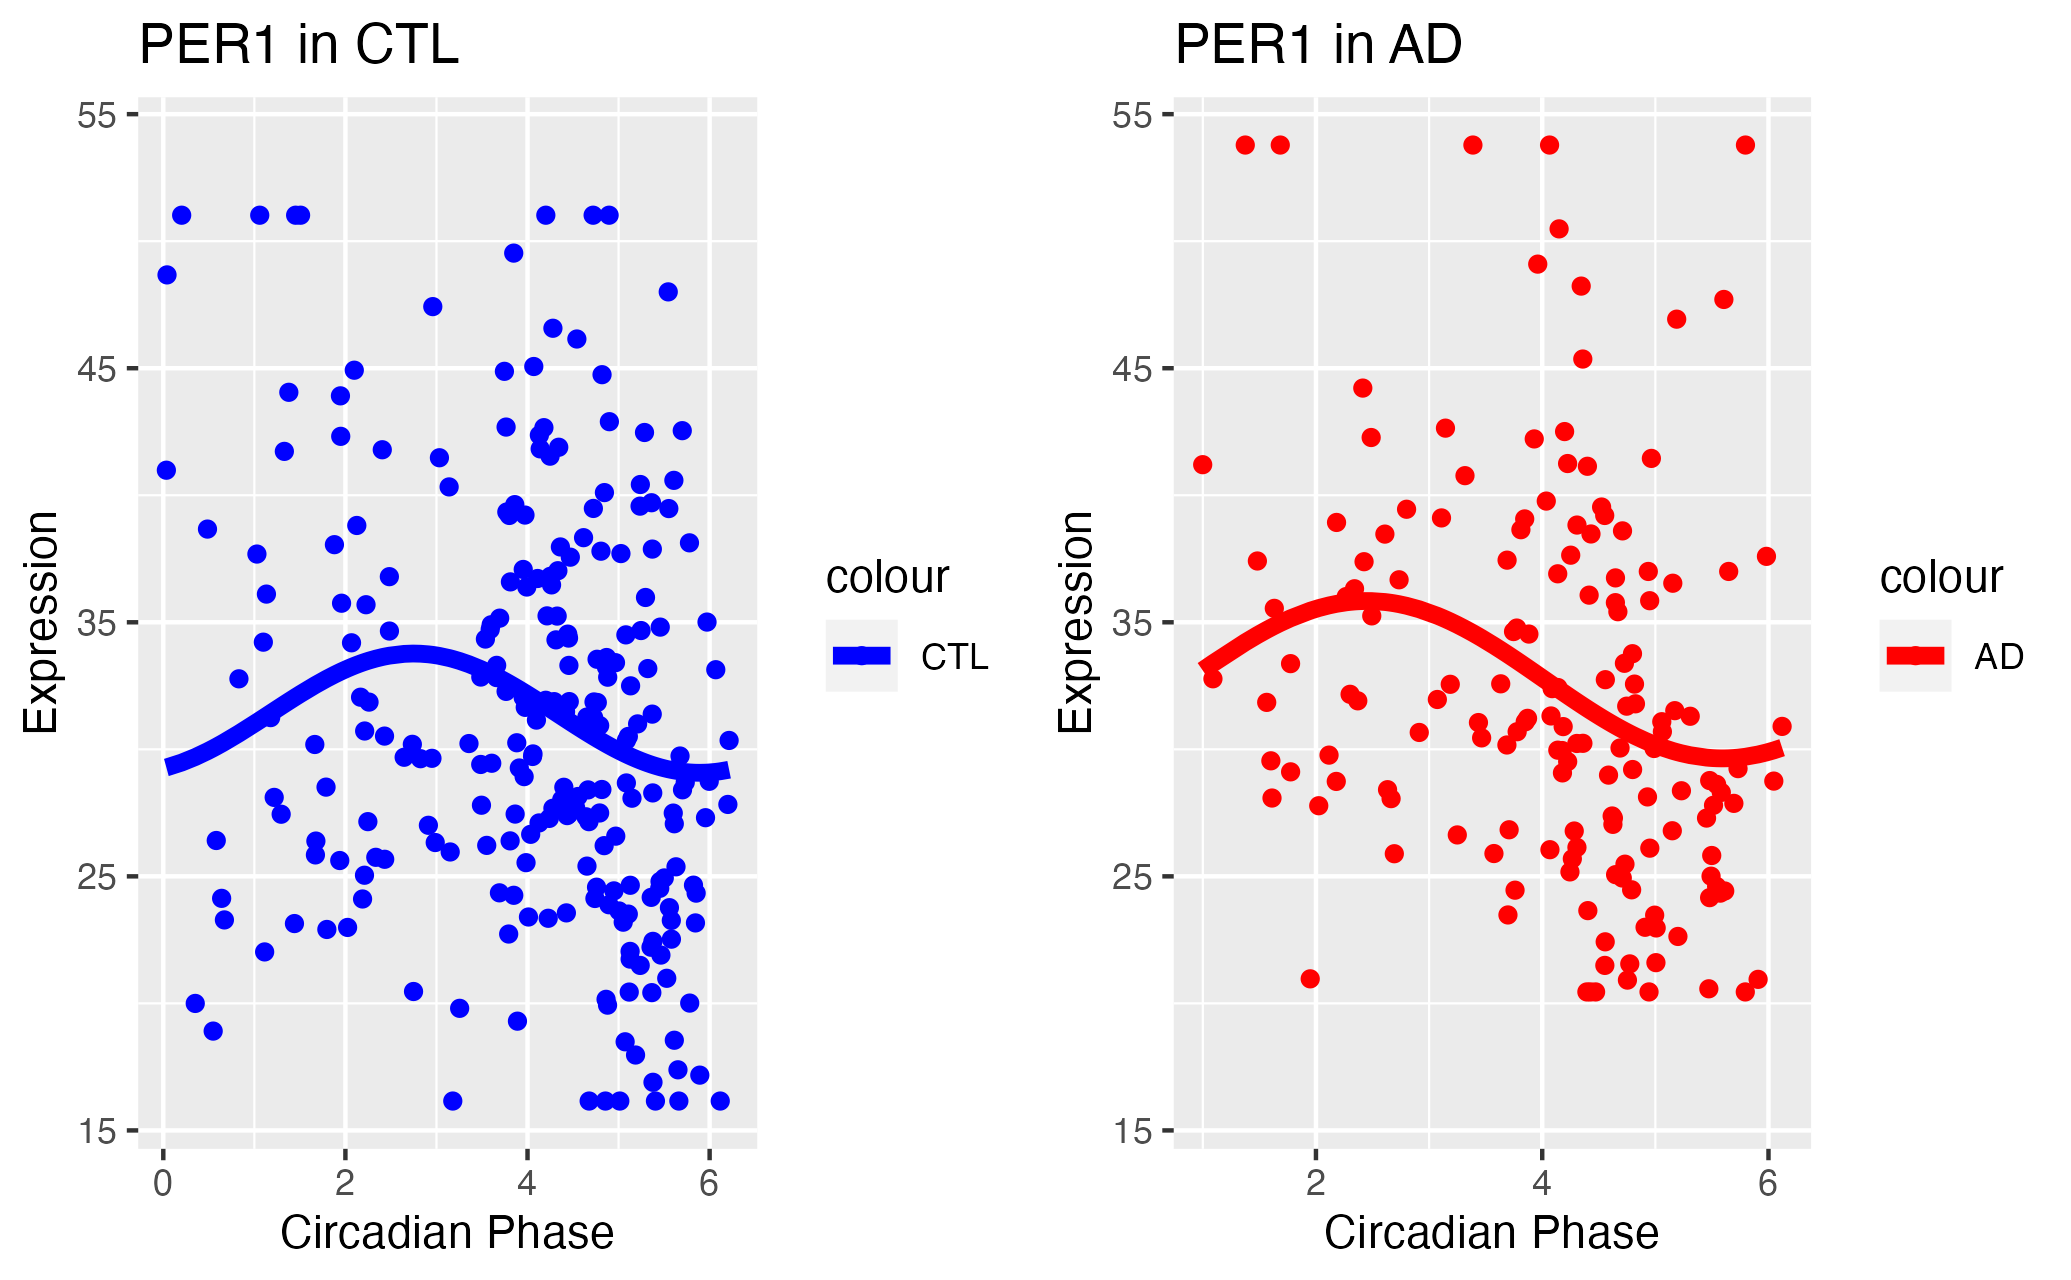 PER1 in CTL
55
45
35
25
15
Expression
0 2 4 6
Circadian Phase
colour
CTL
PER1 in AD
55
45
35
25
15
Expression
2 4 6
Circadian Phase
colour
AD